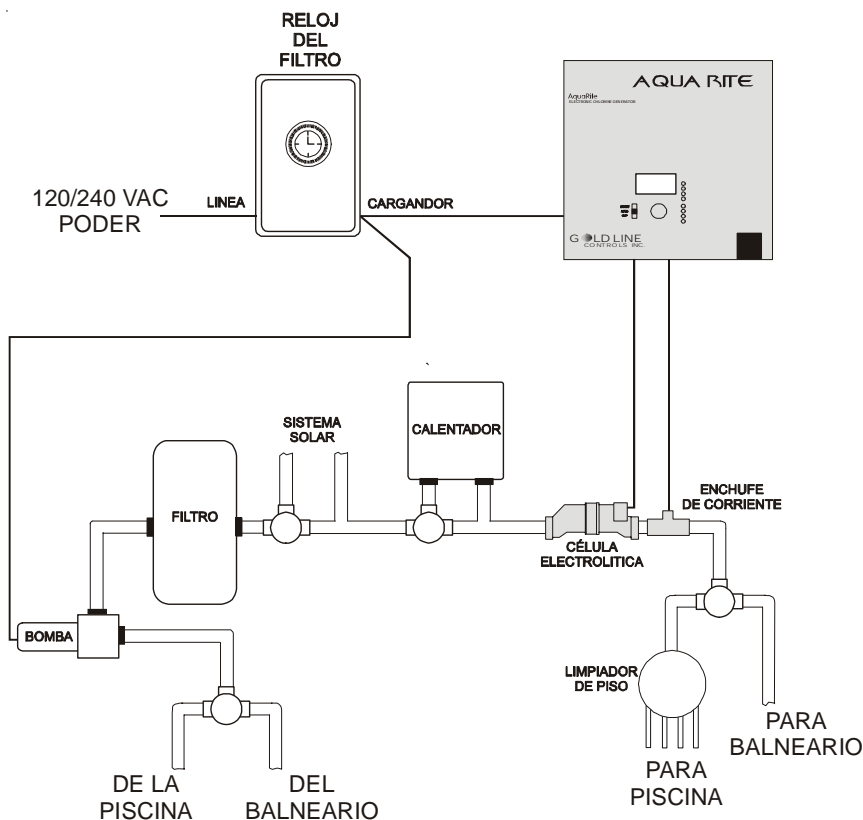 RELOJ
DEL
FILTRO
AQUA RITE
AquaRite
ELECTRONIC CHLORINE GENERATOR
120/240 VAC
PODER
LINEA
CARGANDOR
GOLD LINE
CONTROLS INC.
SISTEMA
SOLAR
CALENTADOR
FILTRO
ENCHUFE
DE CORRIENTE
CÉLULA
ELECTROLITICA
BOMBA
LIMPIADOR
DE PISO
PARA
BALNEARIO
DE LA
PISCINA
DEL
BALNEARIO
PARA
PISCINA